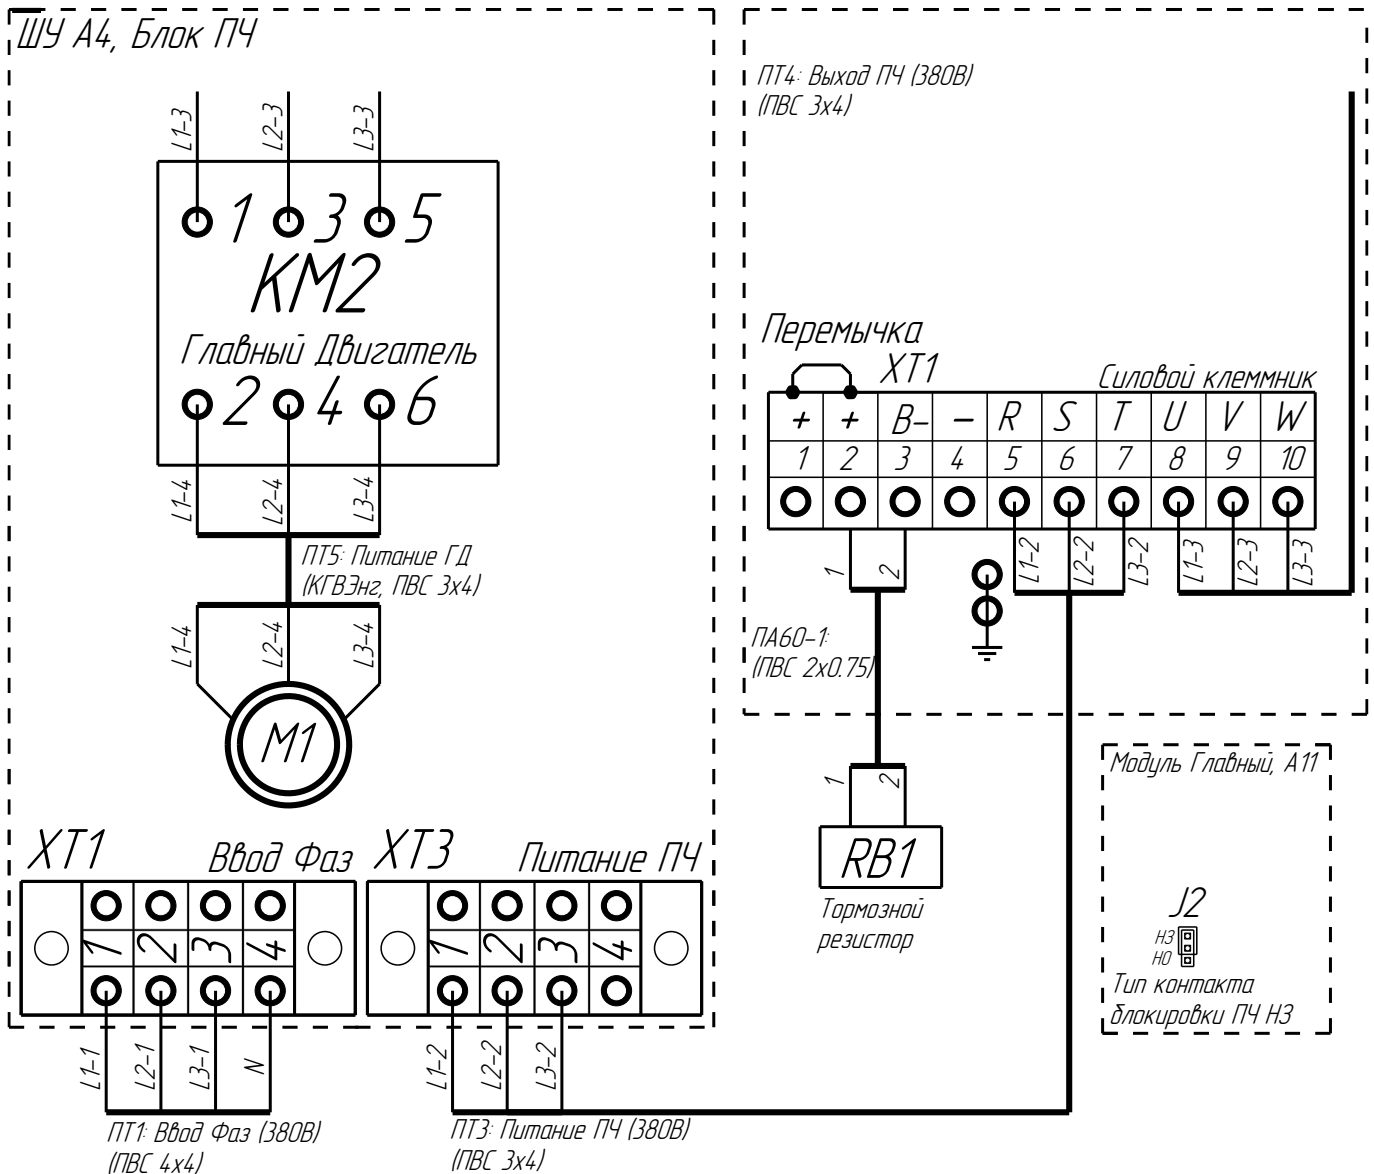 ШУ А4, Блок ПЧ
L1-3
L2-3
L3-3
1
3
5
КМ2
Главный Двигатель
2
4
6
L1-4
L2-4
L3-4
ПТ5: Питание ГД
(КГВЭнг, ПВС 3х4)
L1-4
L2-4
L3-4
М1
ХТ1
Ввод Фаз
1
2
3
4
L1-1
L2-1
L3-1
N
ПТ1: Ввод Фаз (380В)
(ПВС 4х4)
ХТ3
Питание ПЧ
1
2
3
4
L1-2
L2-2
L3-2
ПТ3: Питание ПЧ (380В)
(ПВС 3х4)
ПТ4: Выход ПЧ (380В)
(ПВС 3х4)
Перемычка
ХТ1
Силовой клеммник
+ + В- - R S T U V W
1 2 3 4 5 6 7 8 9 10
1
2
L1-2
L2-2
L3-2
L1-3
L2-3
L3-3
ПА60-1:
(ПВС 2х0.75)
1
2
RB1
Тормозной
резистор
Модуль Главный, А11
J2
НЗ
НО
Тип контакта
блокировки ПЧ НЗ